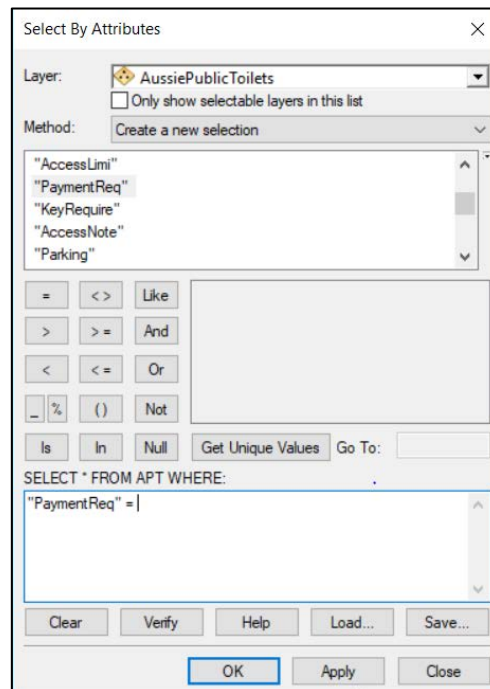 Select By Attributes
Layer: AussiePublicToilets
Only show selectable layers in this list
Method: Create a new selection
"AccessLimi"
"PaymentReq"
"KeyRequire"
"AccessNote"
"Parking"
= < > Like
> > = And
< < = Or
_ % ( ) Not
Is In Null Get Unique Values Go To:
SELECT * FROM APT WHERE:
"PaymentReq" =
Clear Verify Help Load... Save...
OK Apply Close